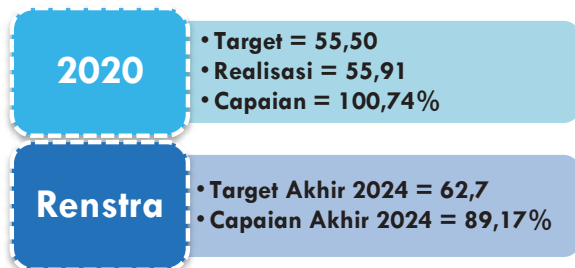 2020
• Target = 55,50
• Realisasi = 55,91
• Capaian = 100,74%
Renstra
• Target Akhir 2024 = 62,7
• Capaian Akhir 2024 = 89,17%